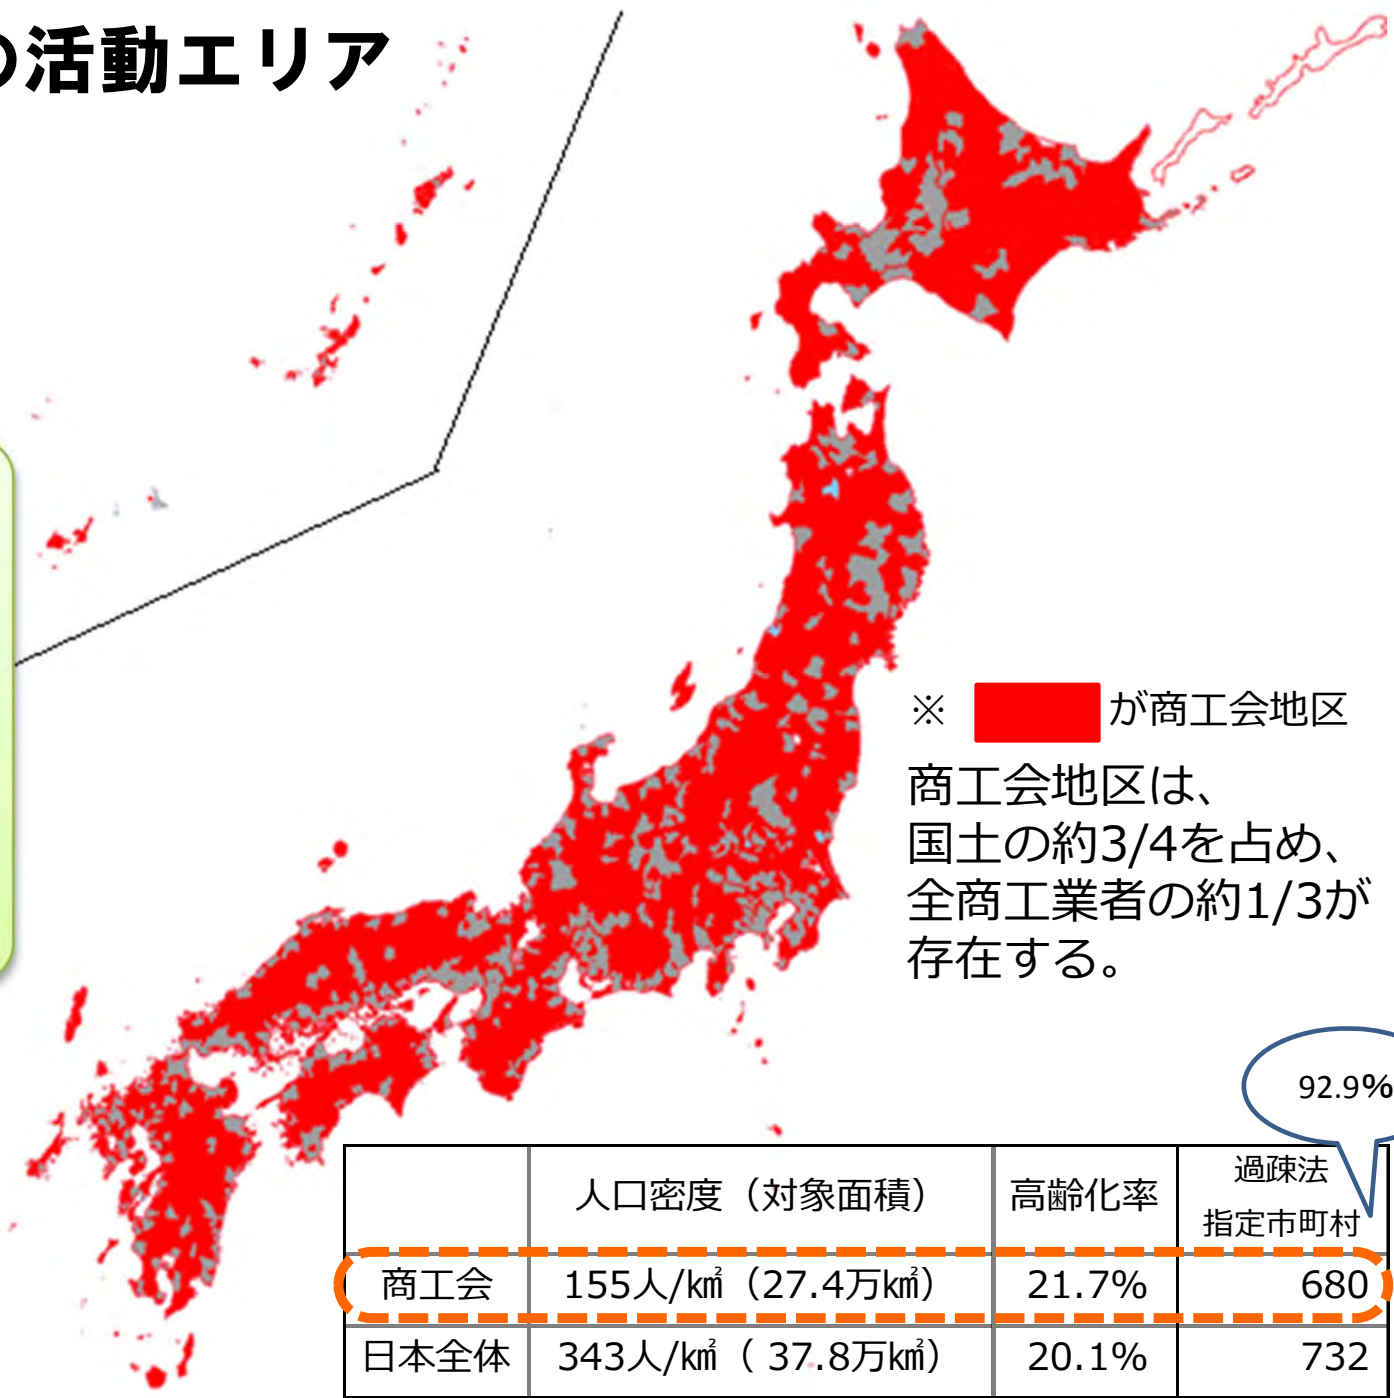 の活動エリア
※ が商工会地区
商工会地区は、
国土の約3/4を占め、
全商工業者の約1/3が
存在する。
92.9%
人口密度（対象面積） 高齢化率 過疎法
指定市町村
商工会 155人/㎢（27.4万㎢） 21.7% 680
日本全体 343人/㎢（ 37.8万㎢） 20.1% 732